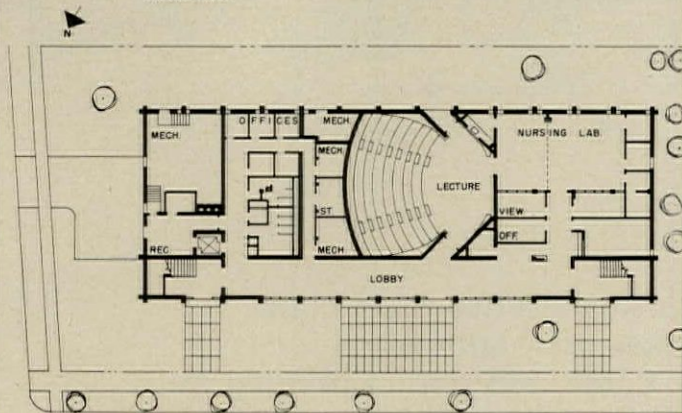 N
OFFICES
MECH.
MECH.
NURSING LAB.
MECH.
LECTURE
ST.
VIEW
OFF.
REC.
MECH.
LOBBY